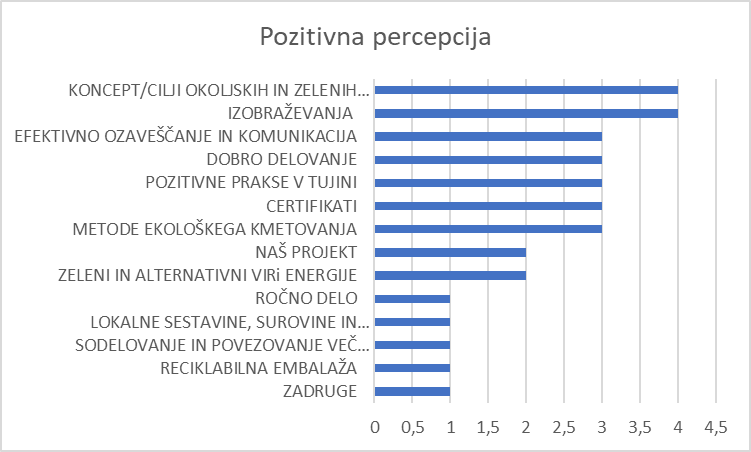 Pozitivna percepcija
KONCEPT/CILJI OKOLJSKIH IN ZELENIH…
IZOBRAŽEVANJA
EFEKTIVNO OZAVEŠČANJE IN KOMUNIKACIJA
DOBRO DELOVANJE
POZITIVNE PRAKSE V TUJINI
CERTIFIKATI
METODE EKOLOŠKEGA KMETOVANJA
NAŠ PROJEKT
ZELENI IN ALTERNATIVNI VIRi ENERGIJE
ROČNO DELO
LOKALNE SESTAVINE, SUROVINE IN…
SODELOVANJE IN POVEZOVANJE VEČ…
RECIKLABILNA EMBALAŽA
ZADRUGE
0 0,5 1 1,5 2 2,5 3 3,5 4 4,5